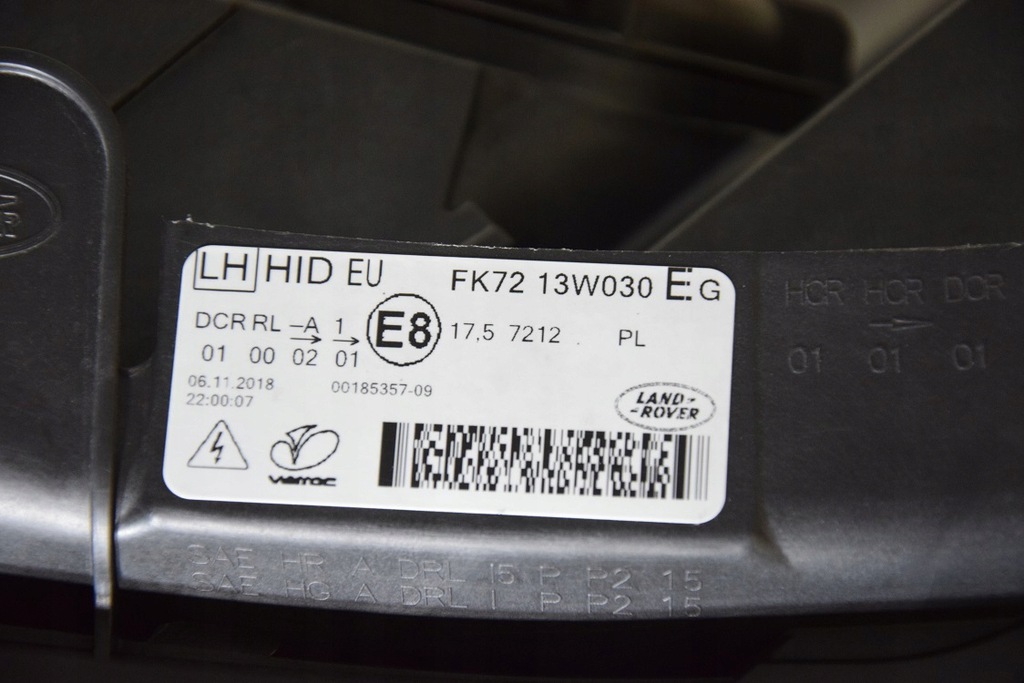 LH HID EU FK72 13W030 E G
DCR RL -A 1 E8 17,5 7212 PL
01 00 02 01
06.11.2018 00185357-09
22:00:07
LAND-
-ROVER
varroc
HCR HCR DCR
01 01 01
SAE HR A DRL I5 P P2 15
SAE HG A DRL I P P2 15